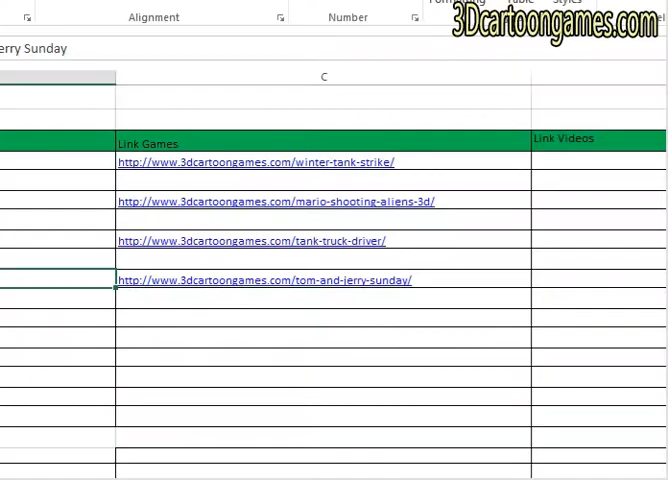 Table
Styles
Alignment
Number
3Dcartoongames.com
erry Sunday
C
Link Games
Link Videos
http://www.3dcartoongames.com/winter-tank-strike/
http://www.3dcartoongames.com/mario-shooting-aliens-3d/
http://www.3dcartoongames.com/tank-truck-driver/
http://www.3dcartoongames.com/tom-and-jerry-sunday/